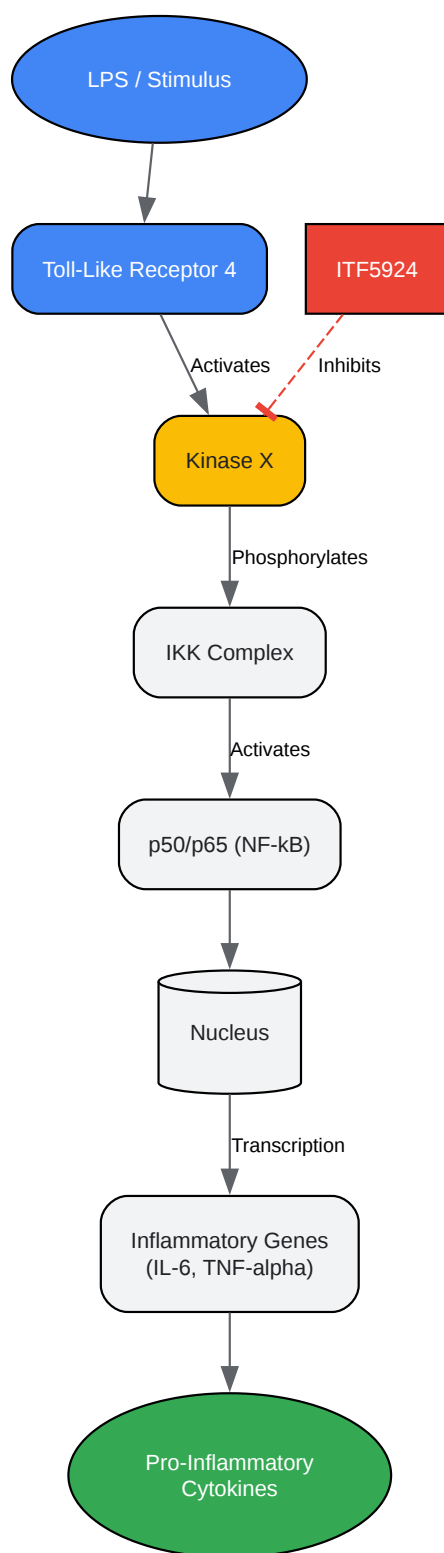 LPS / Stimulus
Toll-Like Receptor 4
ITF5924
Activates
Inhibits
Kinase X
Phosphorylates
IKK Complex
Activates
p50/p65 (NF-kB)
Nucleus
Transcription
Inflammatory Genes
(IL-6, TNF-alpha)
Pro-Inflammatory
Cytokines